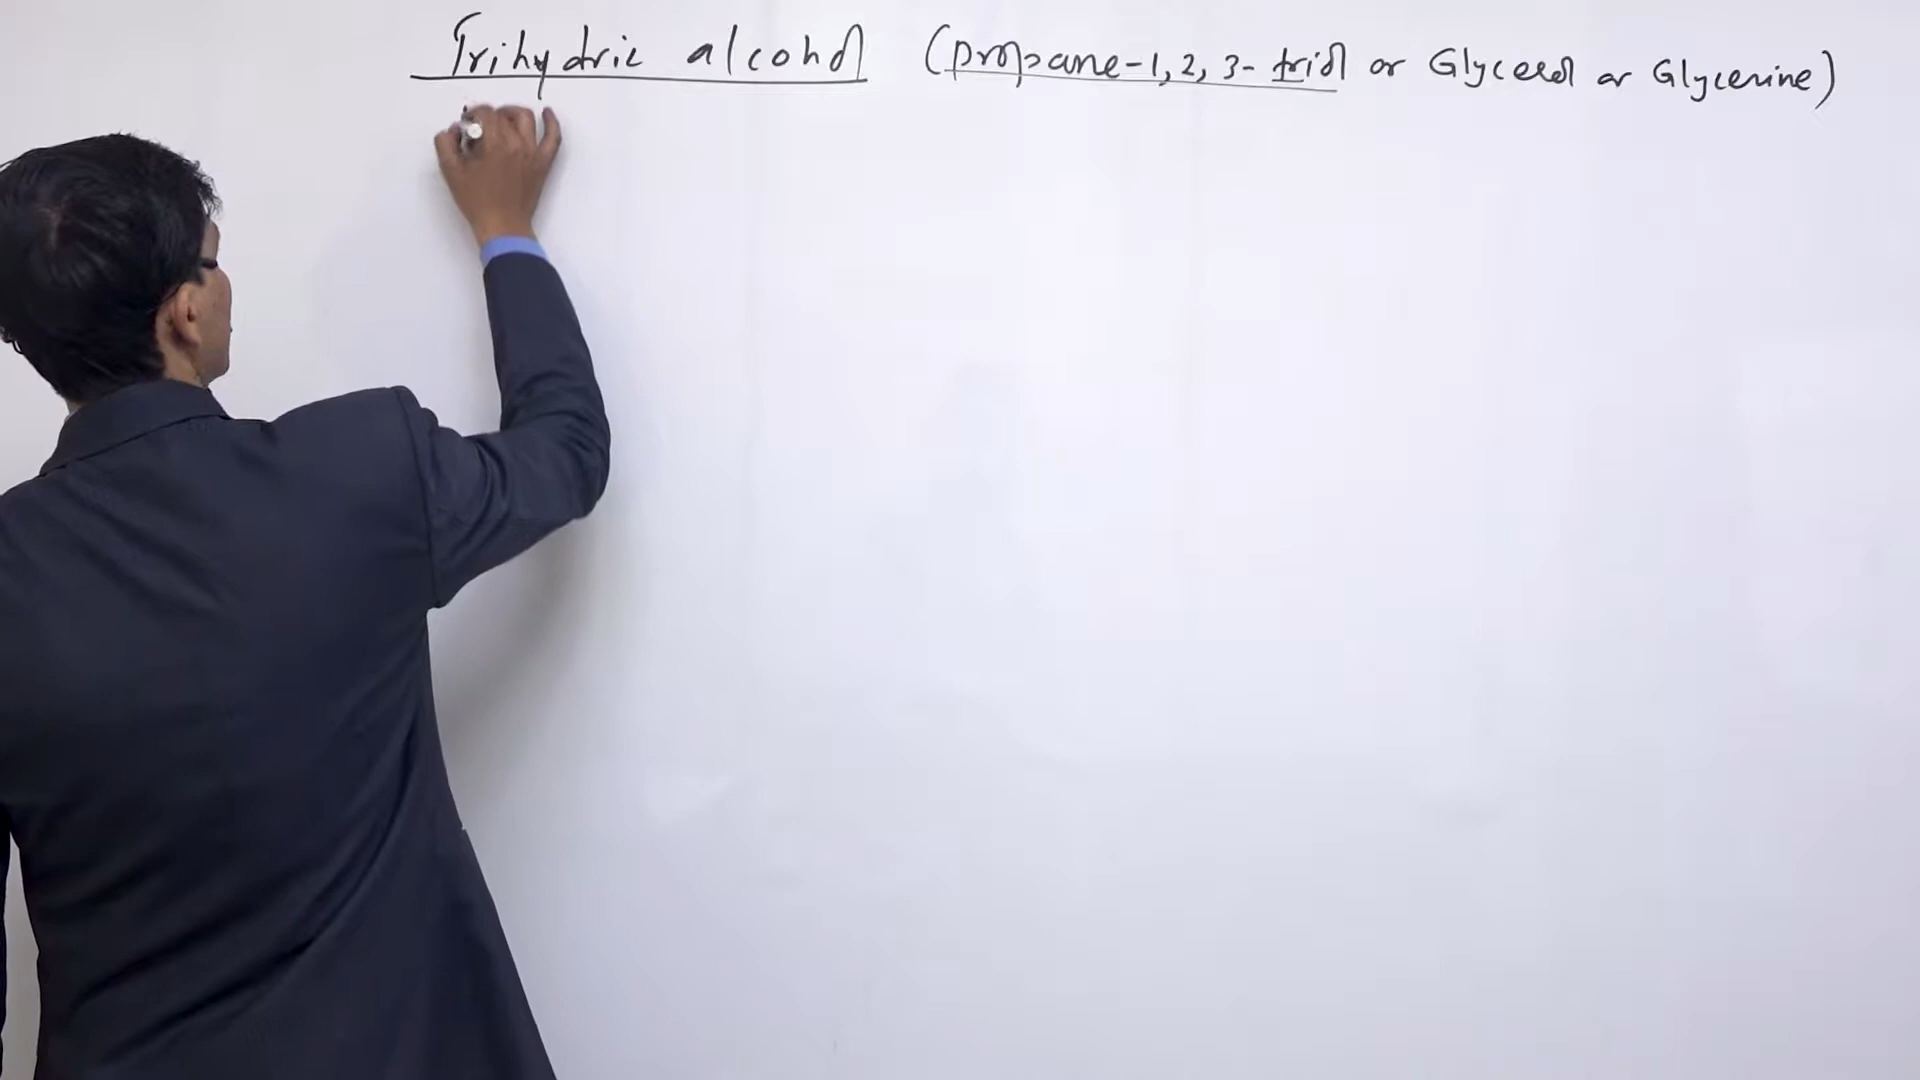 Trihydric alcohol (propane-1, 2, 3- triol or Glycerol or Glycerine)